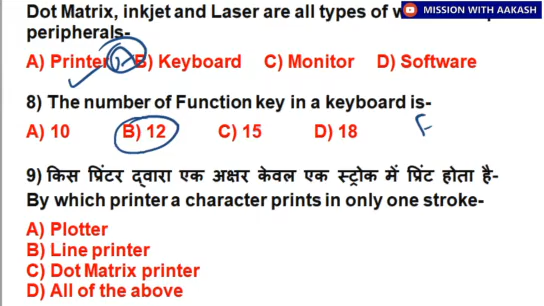 Dot Matrix, inkjet and Laser are all types of w
MISSION WITH AAKASH
peripherals-
A) Printer B) Keyboard C) Monitor D) Software
8) The number of Function key in a keyboard is-
A) 10 B) 12 C) 15 D) 18 F
9) किस प्रिंटर द्वारा एक अक्षर केवल एक स्ट्रोक में प्रिंट होता है-
By which printer a character prints in only one stroke-
A) Plotter
B) Line printer
C) Dot Matrix printer
D) All of the above